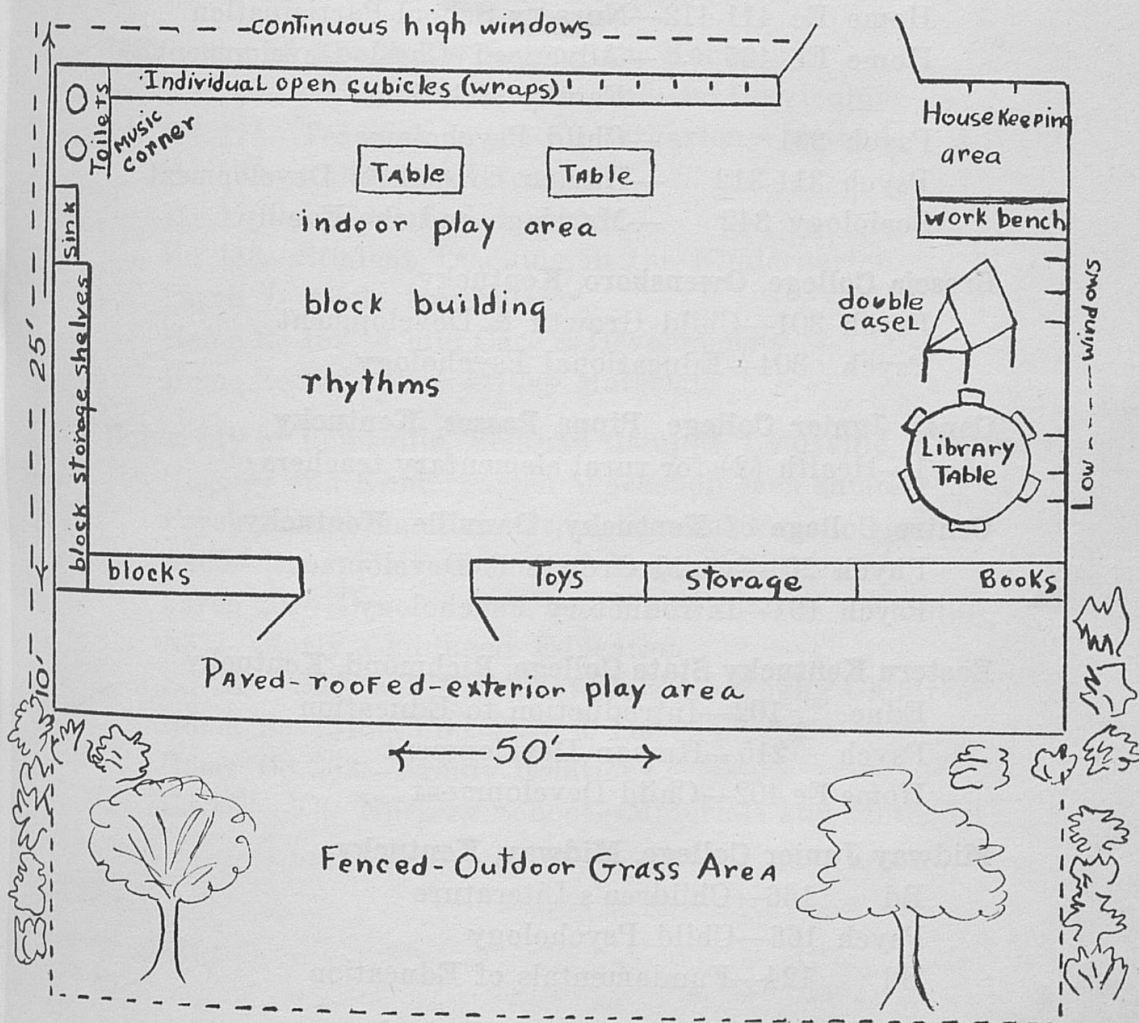 continuous high windows
Individual open cubicles (wraps)
Toilets
Music
corner
HouseKeeping
area
Table
Table
work bench
Sink
indoor play area
block building
rhythms
double
easel
Low windows
25'
block storage shelves
Library
Table
blocks
Toys
Storage
Books
10'
Paved-roofed-exterior play area
50'
Fenced-Outdoor Grass Area